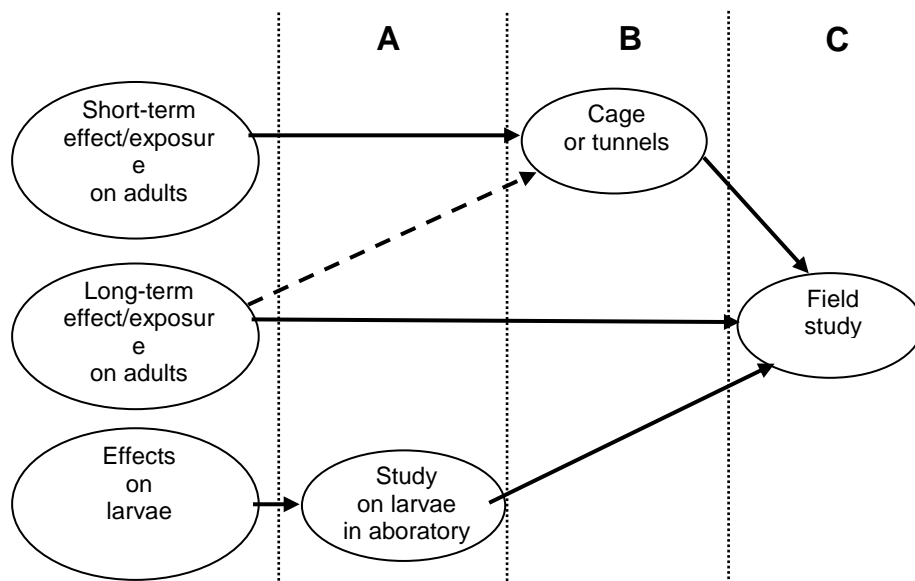 A
B
C
Short-term
effect/exposur
e
on adults
Cage
or tunnels
Long-term
effect/exposur
e
on adults
Field
study
Effects
on
larvae
Study
on larvae
in aboratory